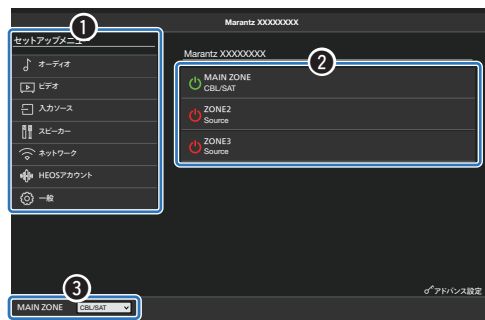 Marantz XXXXXXXX
1
セットアップメニュー
オーディオ
ビデオ
入力ソース
スピーカー
ネットワーク
HEOSアカウント
一般
Marantz XXXXXXXX
2
MAIN ZONE
CBL/SAT
ZONE2
Source
ZONE3
Source
アドバンス設定
3
MAIN ZONE CBL/SAT